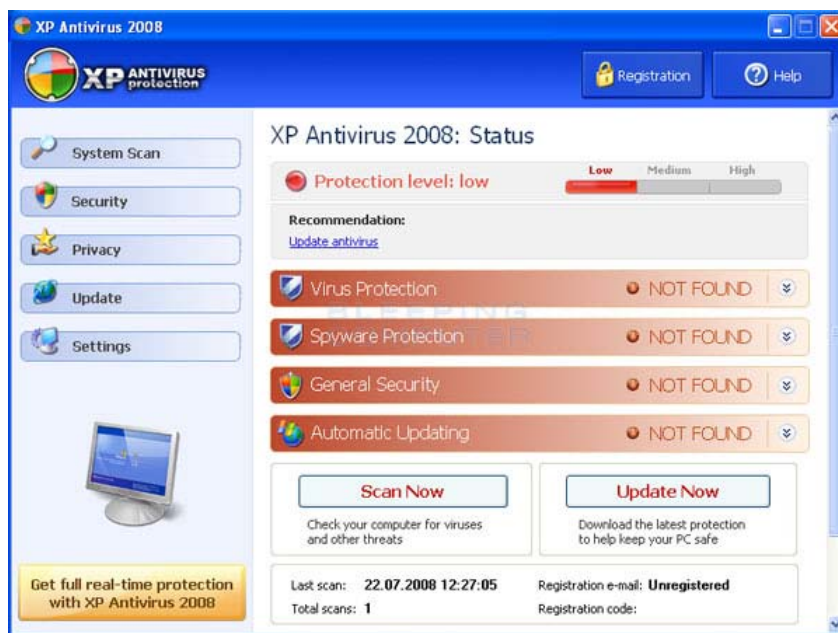 XP Antivirus 2008
XP ANTIVIRUS
protection
Registration
Help
System Scan
Security
Privacy
Update
Settings
Get full real-time protection
with XP Antivirus 2008
XP Antivirus 2008: Status
Protection level: low
Low Medium High
Recommendation:
Update antivirus
Virus Protection NOT FOUND
BLEEPING
COMPUTER
Spyware Protection NOT FOUND
General Security NOT FOUND
Automatic Updating NOT FOUND
Scan Now
Check your computer for viruses
and other threats
Update Now
Download the latest protection
to help keep your PC safe
Last scan: 22.07.2008 12:27:05
Total scans: 1
Registration e-mail: Unregistered
Registration code: